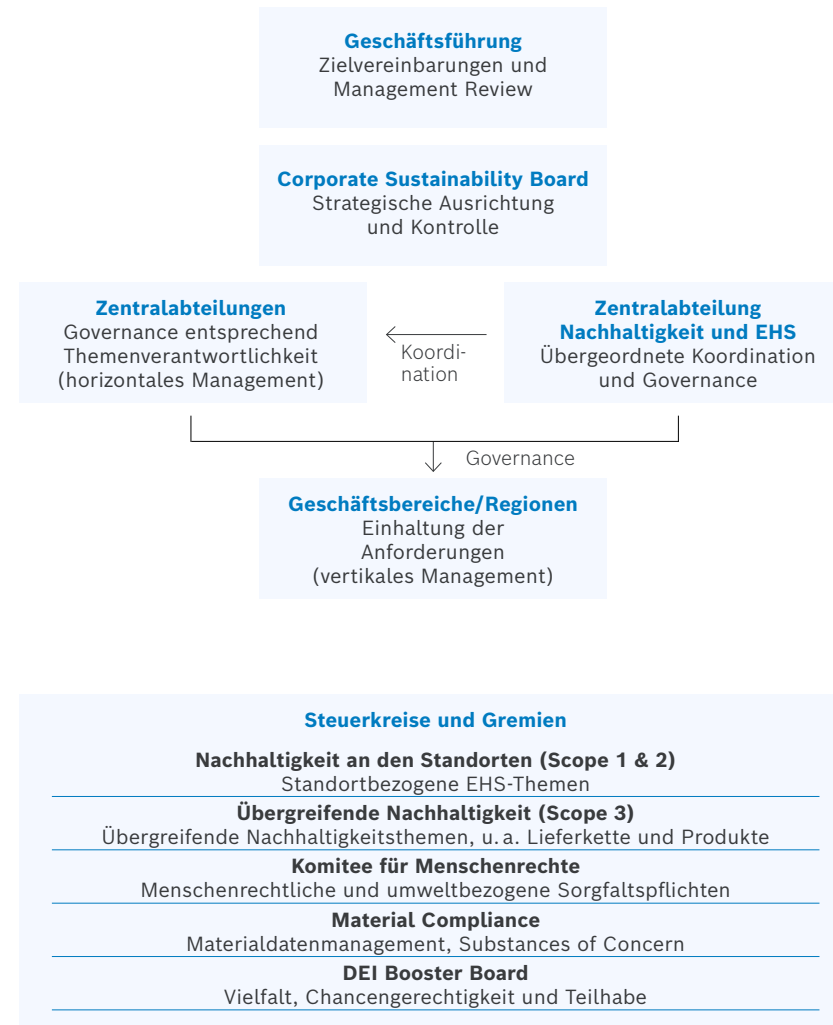 Geschäftsführung
Zielvereinbarungen und
Management Review
Corporate Sustainability Board
Strategische Ausrichtung
und Kontrolle
Zentralabteilungen
Governance entsprechend
Themenverantwortlichkeit
(horizontales Management)
Koordi-
nation
Zentralabteilung
Nachhaltigkeit und EHS
Übergeordnete Koordination
und Governance
Governance
Geschäftsbereiche/Regionen
Einhaltung der
Anforderungen
(vertikales Management)
Steuerkreise und Gremien
Nachhaltigkeit an den Standorten (Scope 1 & 2)
Standortbezogene EHS-Themen
Übergreifende Nachhaltigkeit (Scope 3)
Übergreifende Nachhaltigkeitsthemen, u. a. Lieferkette und Produkte
Komitee für Menschenrechte
Menschenrechtliche und umweltbezogene Sorgfaltspflichten
Material Compliance
Materialdatenmanagement, Substances of Concern
DEI Booster Board
Vielfalt, Chancengerechtigkeit und Teilhabe